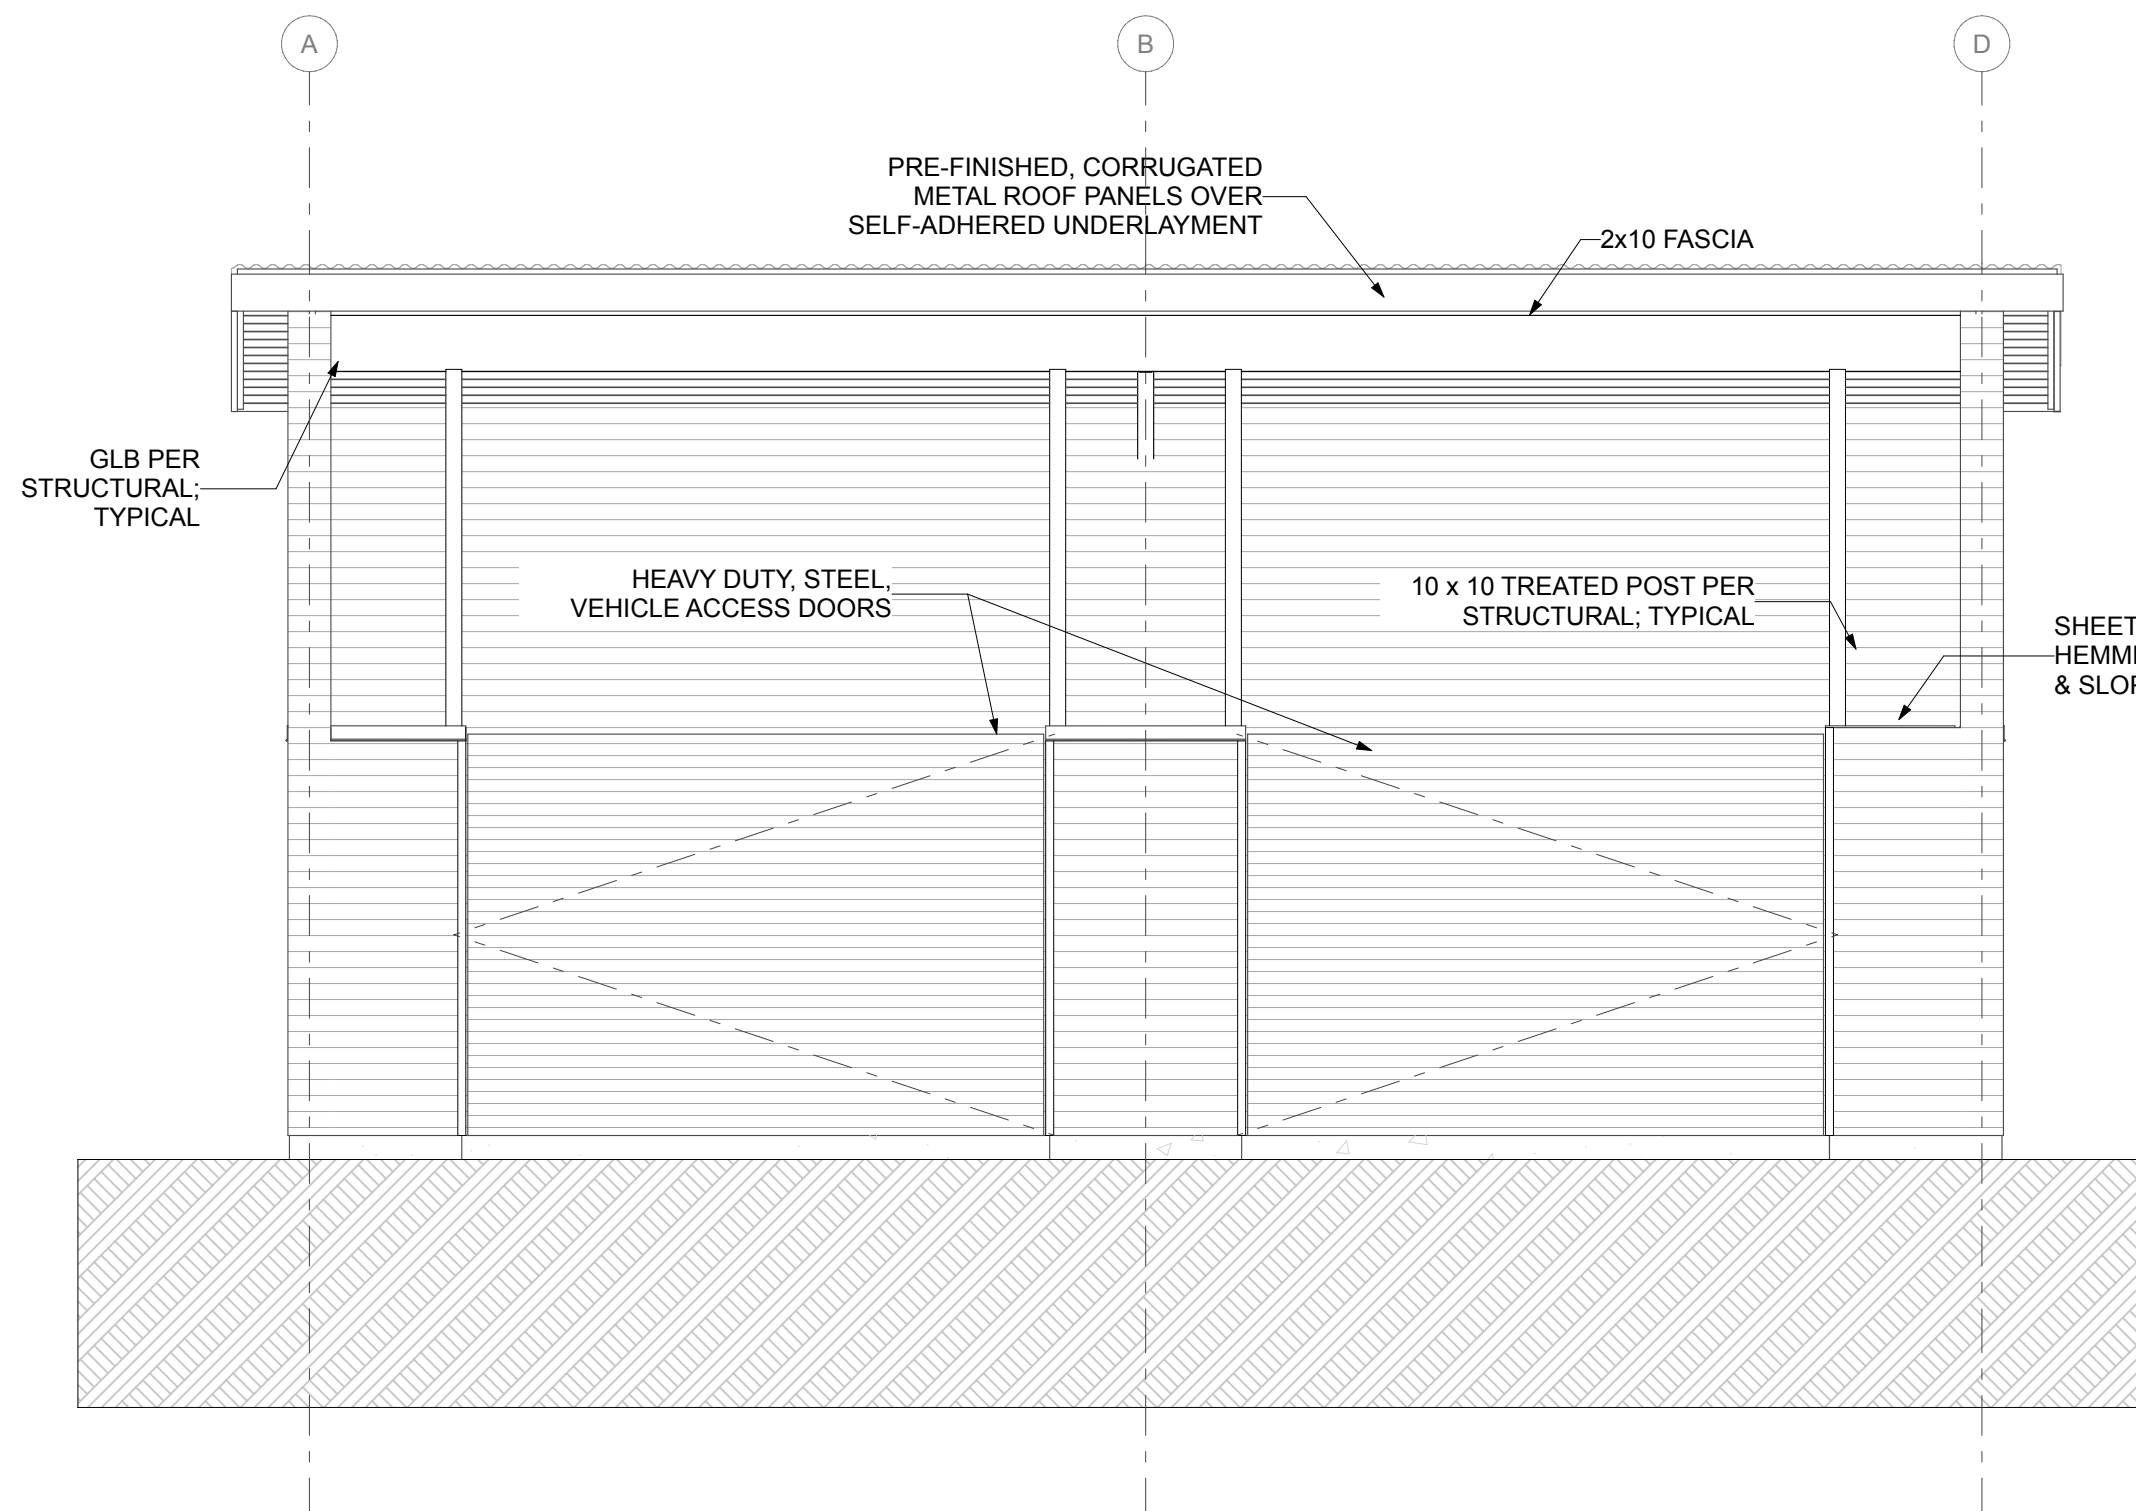 A
B
D
PRE-FINISHED, CORRUGATED
METAL ROOF PANELS OVER
SELF-ADHERED UNDERLAYMENT
2x10 FASCIA
GLB PER
STRUCTURAL;
TYPICAL
HEAVY DUTY, STEEL,
VEHICLE ACCESS DOORS
10 x 10 TREATED POST PER
STRUCTURAL; TYPICAL
SHEET
&